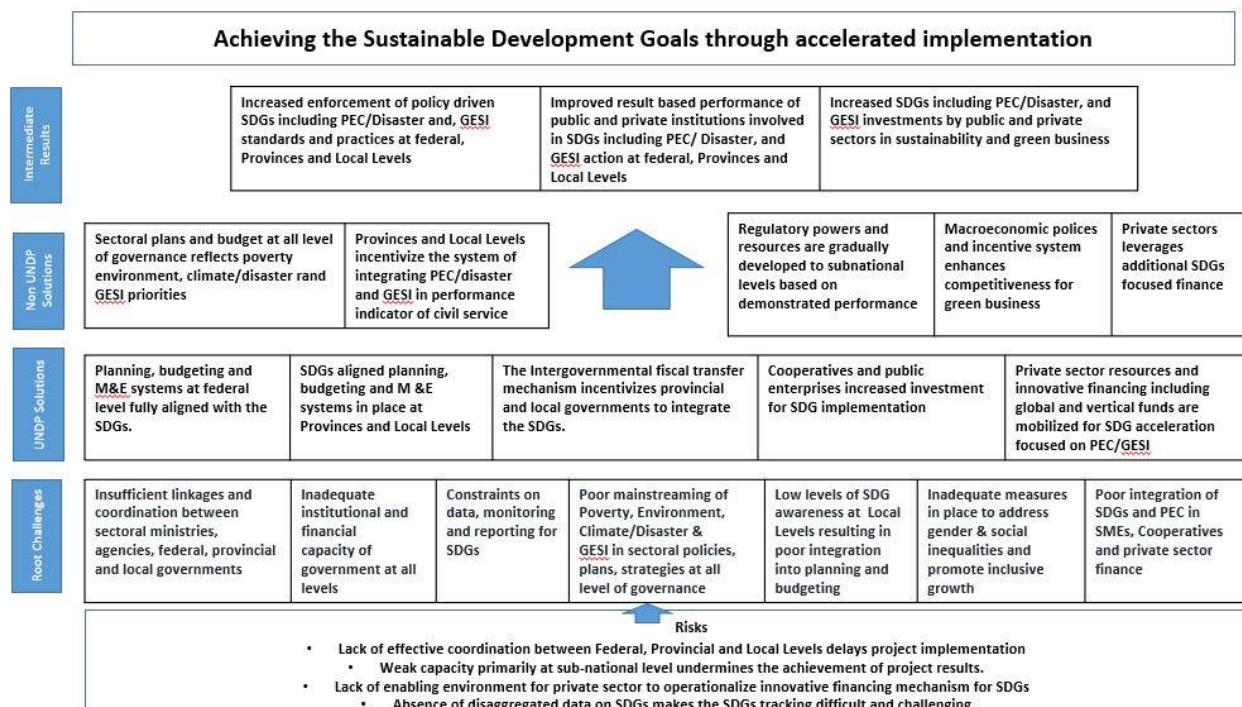 Achieving the Sustainable Development Goals through accelerated implementation
Intermediate
Results
Increased enforcement of policy driven
SDGs including PEC/Disaster and, GESI
standards and practices at federal,
Provinces and Local Levels
Improved result based performance of
public and private institutions involved
in SDGs including PEC/ Disaster, and
GESI action at federal, Provinces and
Local Levels
Increased SDGs including PEC/Disaster, and
GESI investments by public and private
sectors in sustainability and green business
Non UNDP
Solutions
Sectoral plans and budget at all level
of governance reflects poverty
environment, climate/disaster rand
GESI priorities
Provinces and Local Levels
incentivize the system of
integrating PEC/disaster
and GESI in performance
indicator of civil service
Regulatory powers and
resources are gradually
developed to subnational
levels based on
demonstrated performance
Macroeconomic polices
and incentive system
enhances
competitiveness for
green business
Private sectors
leverages
additional SDGs
focused finance
UNDP Solutions
Planning, budgeting and
M&E systems at federal
level fully aligned with the
SDGs.
SDGs aligned planning,
budgeting and M &E
systems in place at
Provinces and Local Levels
The Intergovernmental fiscal transfer
mechanism incentivizes provincial
and local governments to integrate
the SDGs.
Cooperatives and public
enterprises increased investment
for SDG implementation
Private sector resources and
innovative financing including
global and vertical funds are
mobilized for SDG acceleration
focused on PEC/GESI
Root Challenges
Insufficient linkages and
coordination between
sectoral ministries,
agencies, federal, provincial
and local governments
Inadequate
institutional and
financial
capacity of
government at all
levels
Constraints on
data, monitoring
and reporting for
SDGs
Poor mainstreaming of
Poverty, Environment,
Climate/Disaster &
GESI in sectoral policies,
plans, strategies at all
level of governance
Low levels of SDG
awareness at Local
Levels resulting in
poor integration
into planning and
budgeting
Inadequate measures
in place to address
gender & social
inequalities and
promote inclusive
growth
Poor integration of
SDGs and PEC in
SMEs, Cooperatives
and private sector
finance
Risks
• Lack of effective coordination between Federal, Provincial and Local Levels delays project implementation
• Weak capacity primarily at sub-national level undermines the achievement of project results.
• Lack of enabling environment for private sector to operationalize innovative financing mechanism for SDGs
• Absence of disaggregated data on SDGs makes the SDGs tracking difficult and challenging